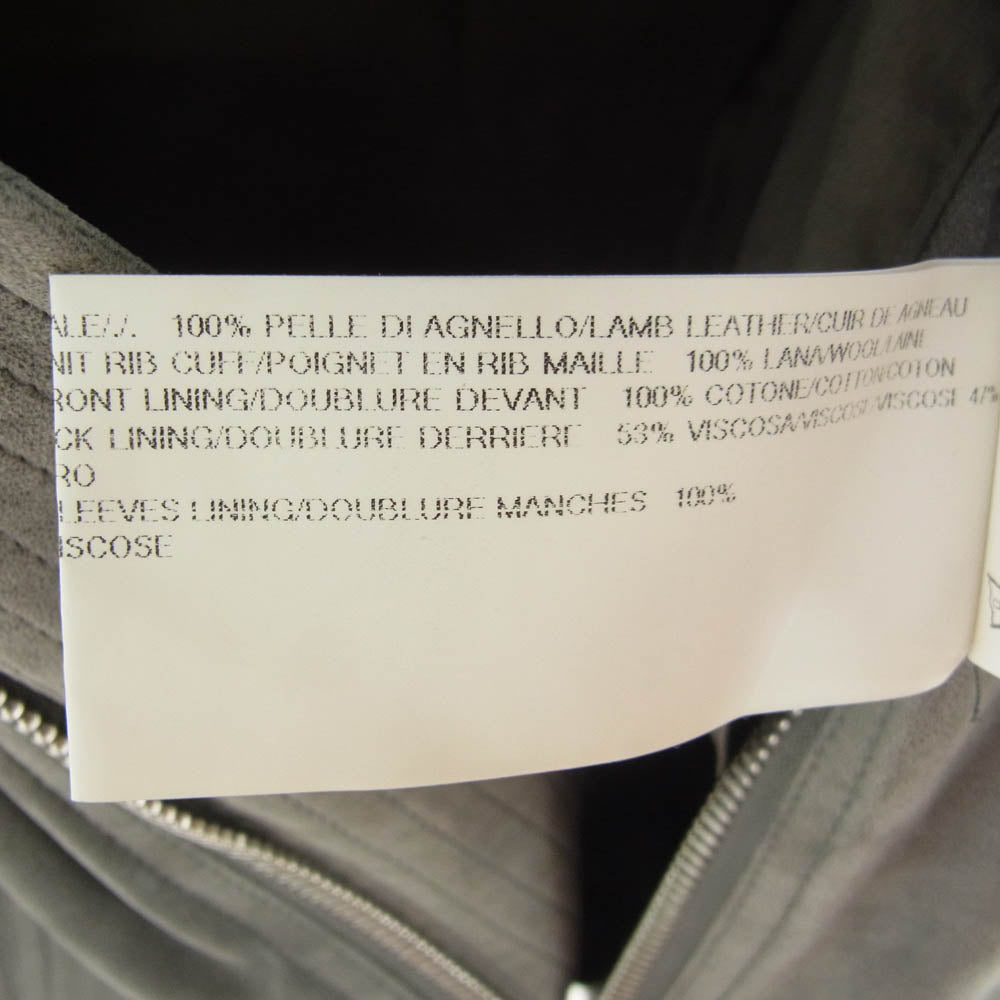 ALE/./. 100% PELLE DI AGNELLO/LAMB LEATHER/CUIR DE AGNEAU
NIT RIB CUFF/POIGNET EN RIB MAILLE 100% LANA/WOOL/LAINE
RONT LINING/DOUBLURE DEVANT 100% COTONE/COTTON/COTON
CK LINING/DOUBLURE DERRIERE 53% VISCOSA/VISCOSE/VISCOSE 47%
RO
LEEVES LINING/DOUBLURE MANCHES 100%
ISCOSE